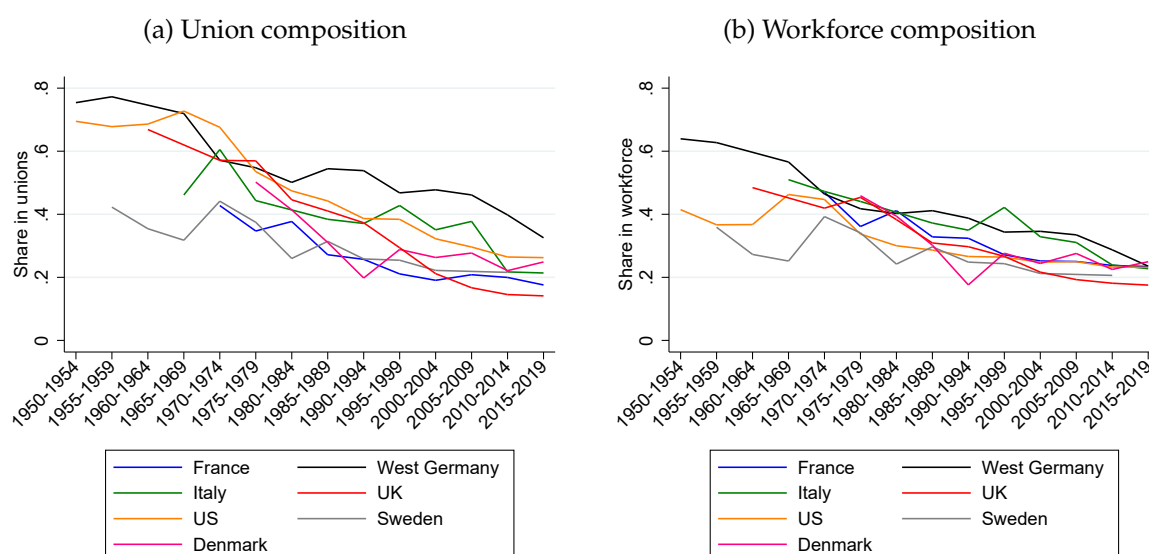 (a) Union composition
Share in unions
.8
.6
.4
.2
0
1950-1954
1955-1959
1960-1964
1965-1969
1970-1974
1975-1979
1980-1984
1985-1989
1990-1994
1995-1999
2000-2004
2005-2009
2010-2014
2015-2019
France
West Germany
Italy
UK
US
Sweden
Denmark
(b) Workforce composition
Share in workforce
.8
.6
.4
.2
0
1950-1954
1955-1959
1960-1964
1965-1969
1970-1974
1975-1979
1980-1984
1985-1989
1990-1994
1995-1999
2000-2004
2005-2009
2010-2014
2015-2019
France
West Germany
Italy
UK
US
Sweden
Denmark